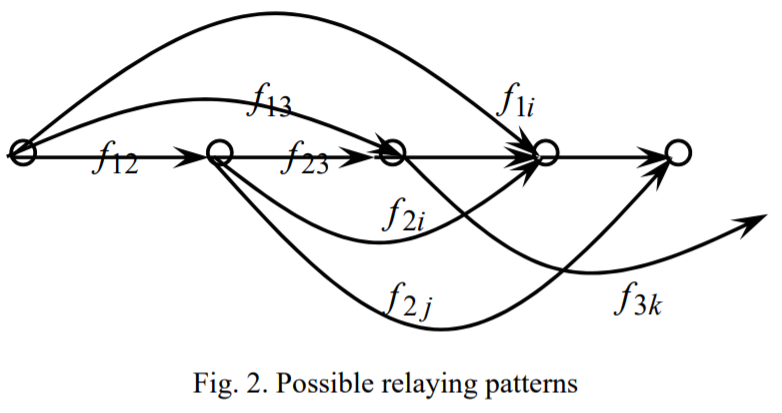 f13
f1i
f12
f23
f2i
f2j
f3k
Fig. 2. Possible relaying patterns